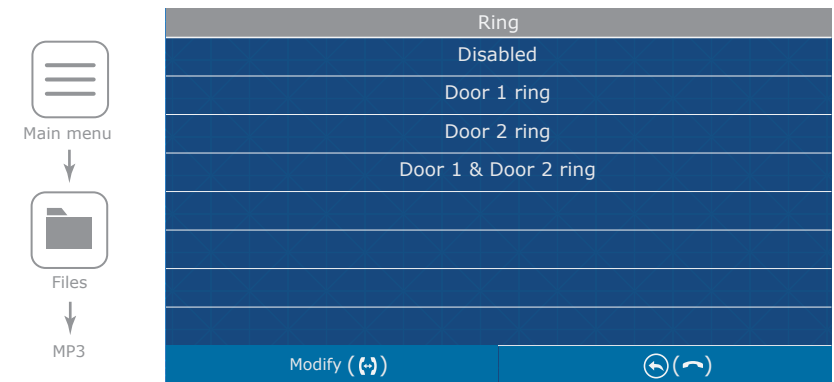 Main menu
Files
MP3
Ring
Disabled
Door 1 ring
Door 2 ring
Door 1 & Door 2 ring
Modify ( )
( )